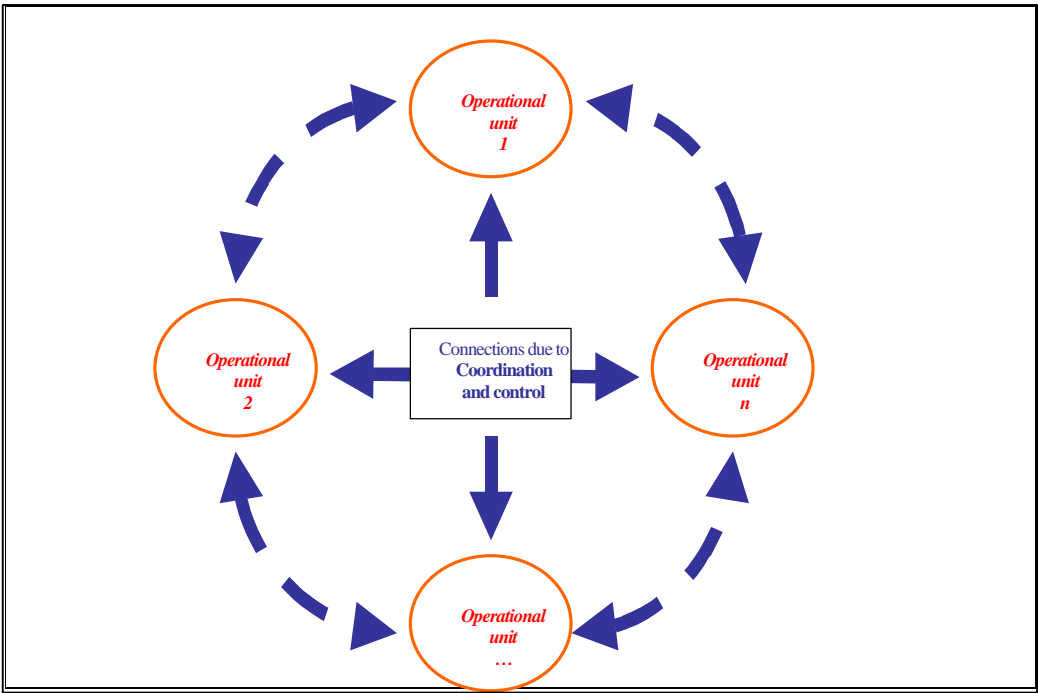 Operational
unit
1
Operational
unit
2
Connections due to
Coordination
and control
Operational
unit
n
Operational
unit
…